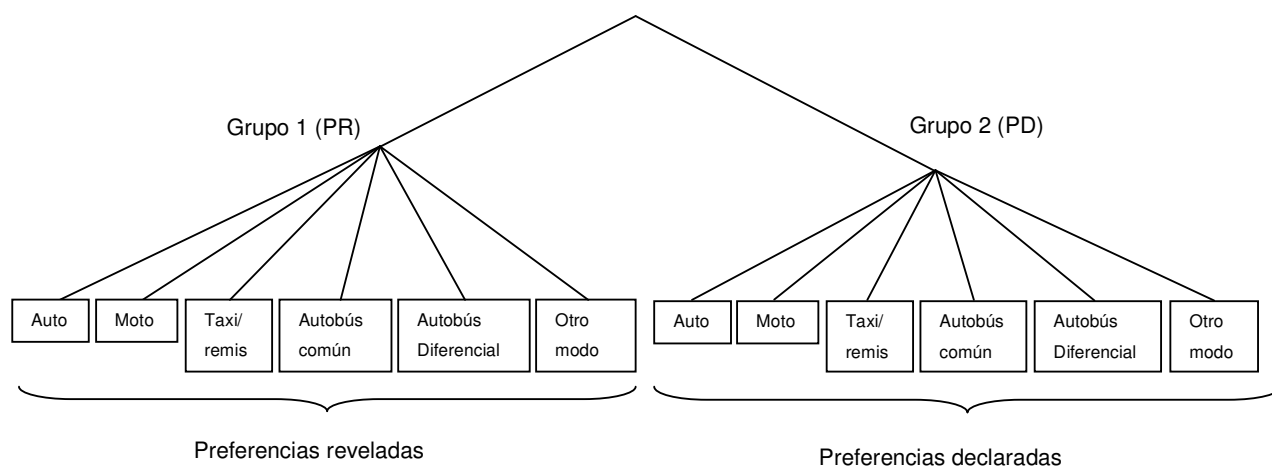 Grupo 1 (PR)
Grupo 2 (PD)
Auto
Moto
Taxi/
remis
Autobús
común
Autobús
Diferencial
Otro
modo
Auto
Moto
Taxi/
remis
Autobús
común
Autobús
Diferencial
Otro
modo
Preferencias reveladas
Preferencias declaradas